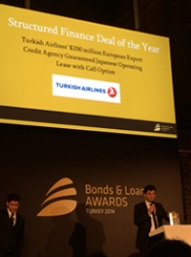 Structured Finance Deal of the Year
Turkish Airlines' $200 million European Export
Credit Agency Guaranteed Japanese Operating
Lease with Call Option
TURKISH AIRLINES
Bonds & Loans
AWARDS
TURKEY 2014